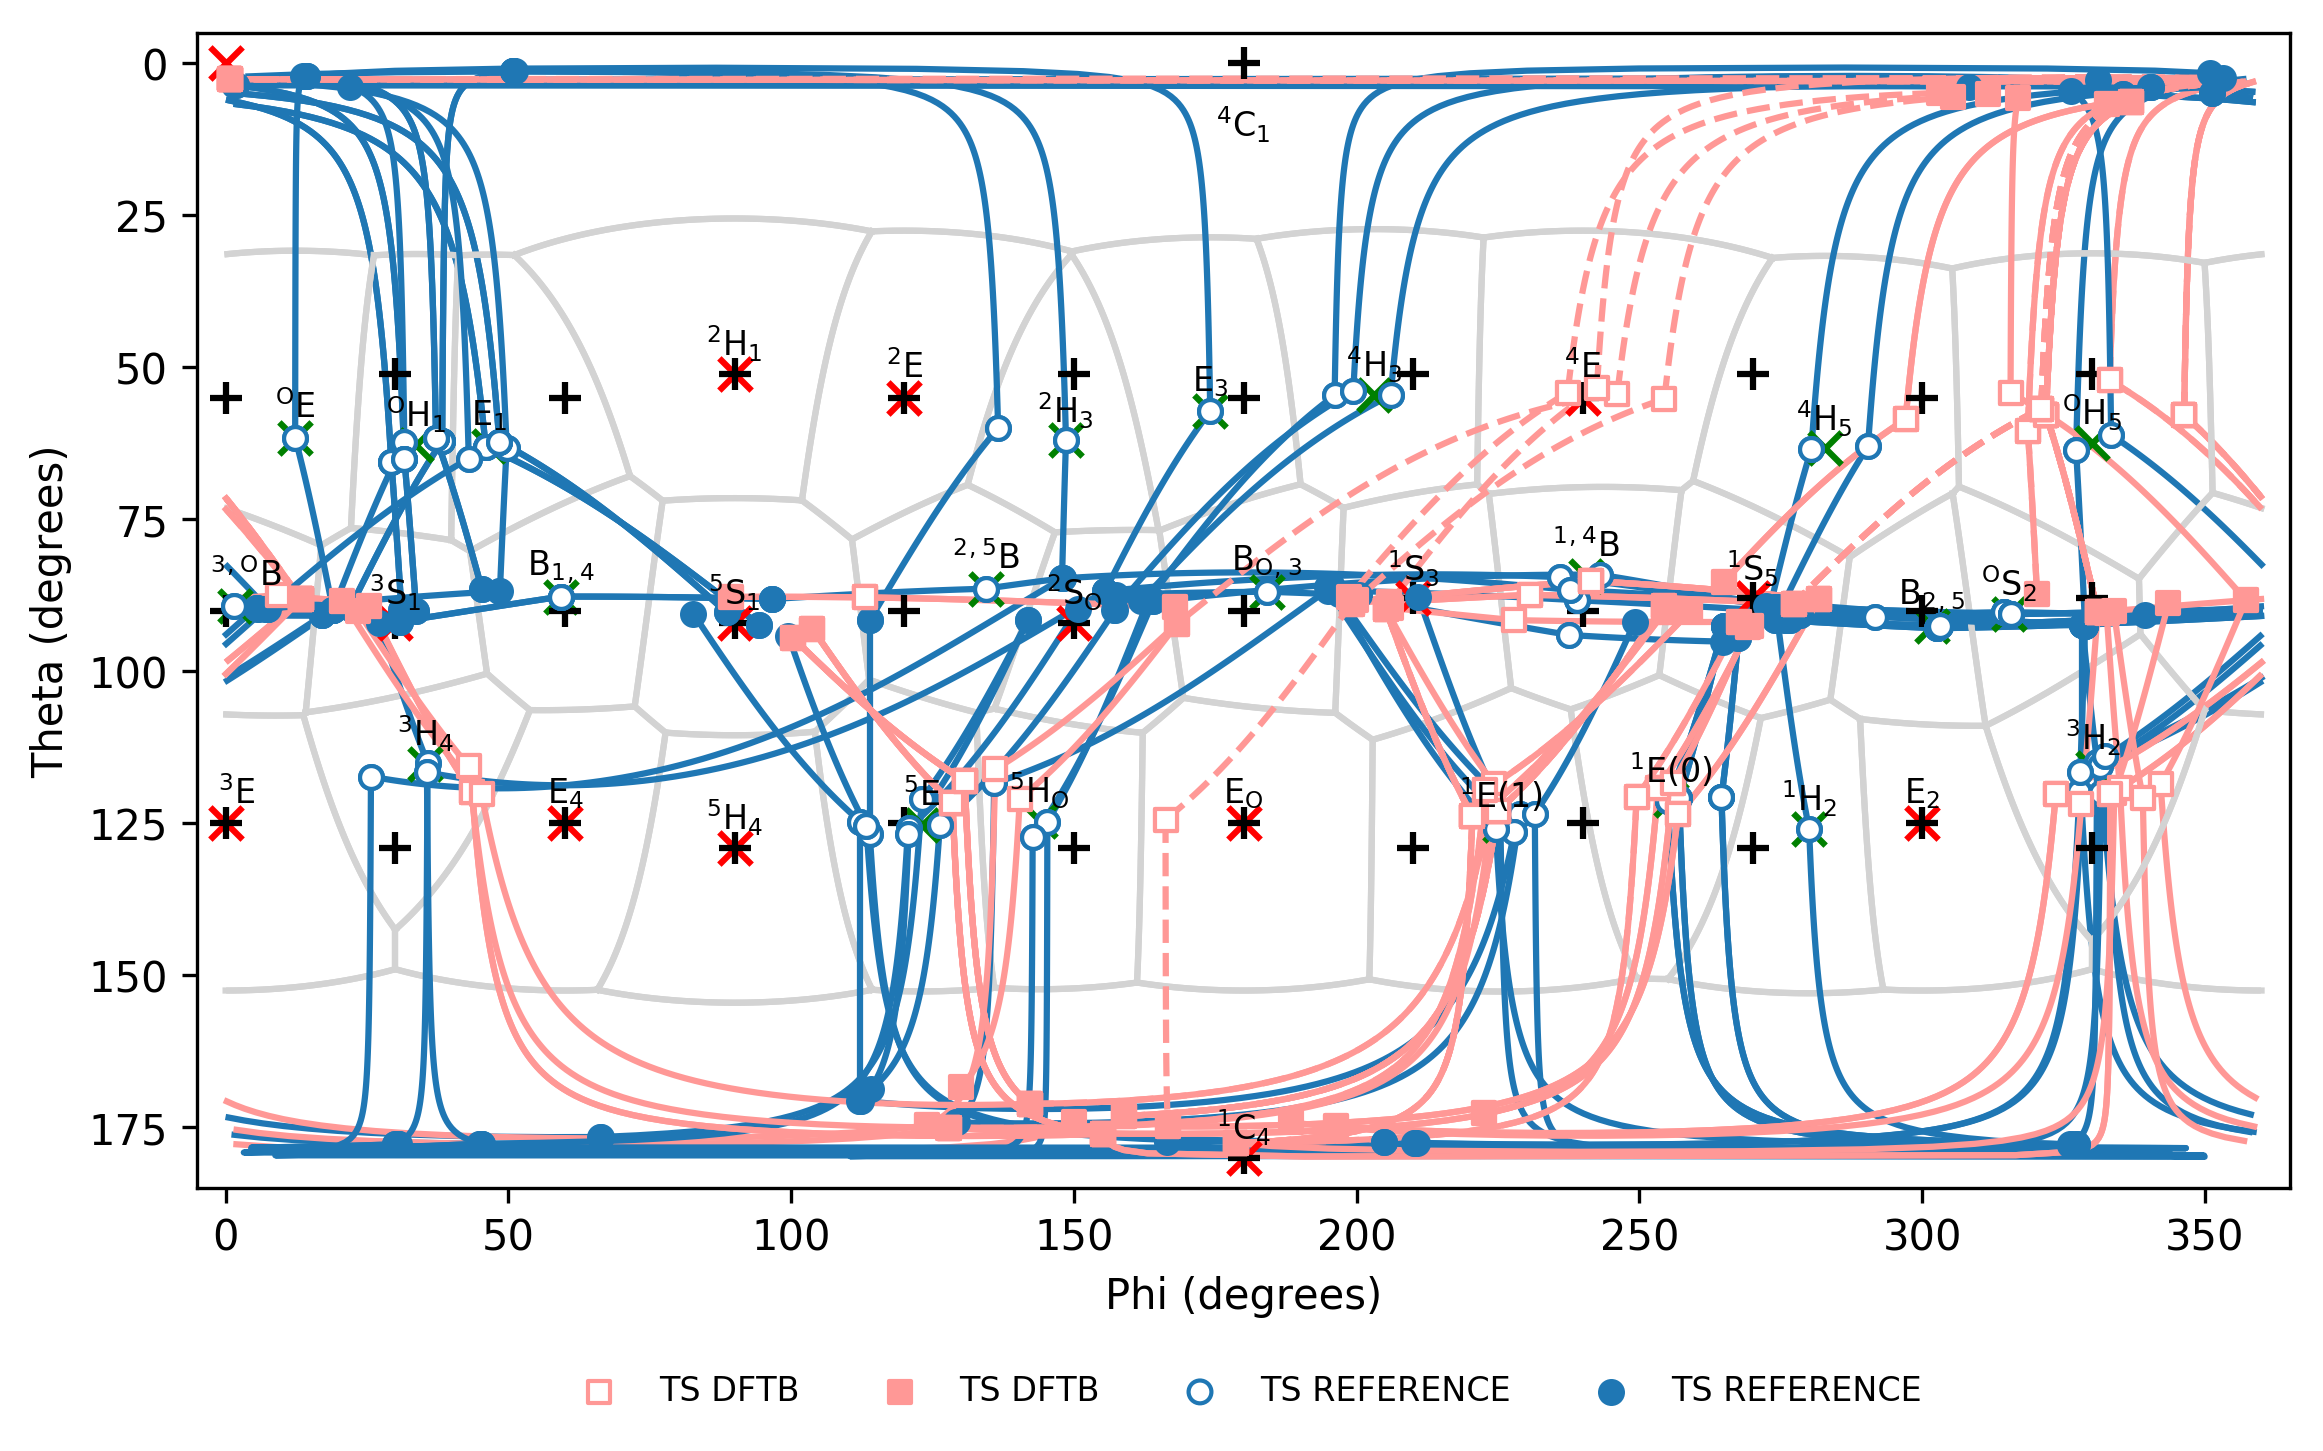 0
25
50
75
100
125
150
175
Theta (degrees)
⁴C₁
²H₁
²E
E₃
⁴H₃
⁴E
ᴼE
ᴼH₁
E₁
²H₃
⁴H₅
ᴼH₅
³,ᴼB
³S₁
B₁,₄
⁵S₁
²,⁵B
²Sₒ
Bₒ,₃
¹S₃
¹,⁴B
¹S₅
B₂,₅
ᴼS₂
³H₄
³E
E₄
⁵H₄
⁵E
⁵Hₒ
Eₒ
¹E(1)
¹E(0)
¹H₂
E₂
³H₂
¹C₄
0 50 100 150 200 250 300 350
Phi (degrees)
TS DFTB TS DFTB TS REFERENCE TS REFERENCE